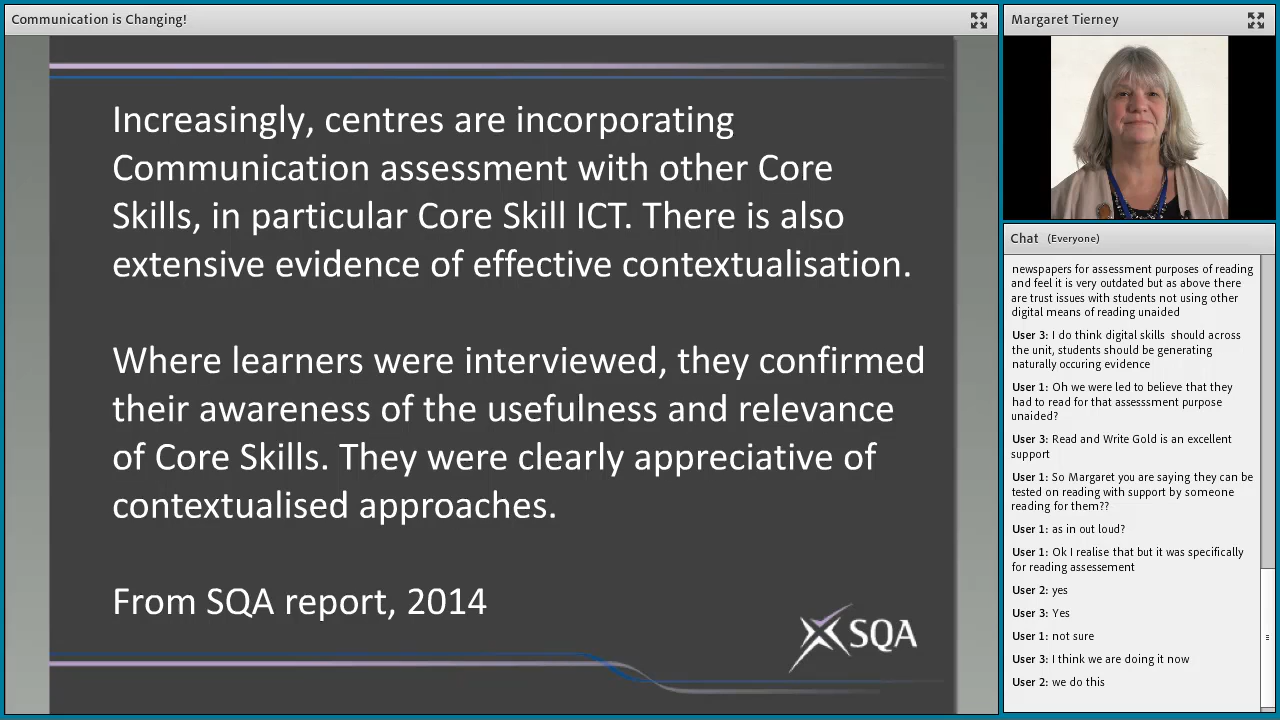 Communication is Changing!
Increasingly, centres are incorporating
Communication assessment with other Core
Skills, in particular Core Skill ICT. There is also
extensive evidence of effective contextualisation.
Where learners were interviewed, they confirmed
their awareness of the usefulness and relevance
of Core Skills. They were clearly appreciative of
contextualised approaches.
From SQA report, 2014
SQA
Margaret Tierney
Chat (Everyone)
newspapers for assessment purposes of reading
and feel it is very outdated but as above there
are trust issues with students not using other
digital means of reading unaided
User 3: I do think digital skills should across
the unit, students should be generating
naturally occuring evidence
User 1: Oh we were led to believe that they
had to read for that assesssment purpose
unaided?
User 3: Read and Write Gold is an excellent
support
User 1: So Margaret you are saying they can be
tested on reading with support by someone
reading for them??
User 1: as in out loud?
User 1: Ok I realise that but it was specifically
for reading assessement
User 2: yes
User 3: Yes
User 1: not sure
User 3: I think we are doing it now
User 2: we do this